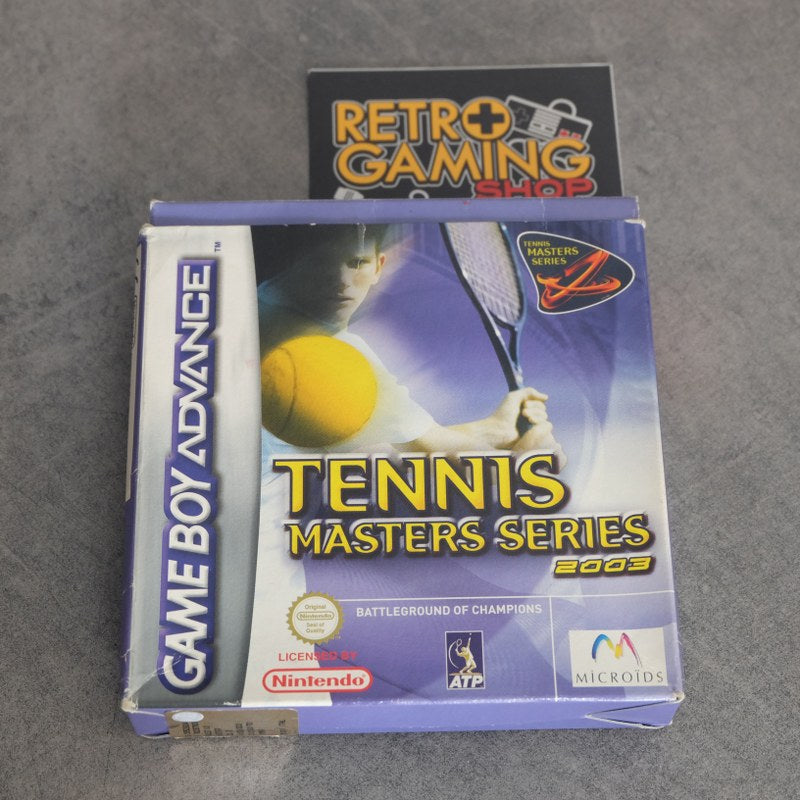 RETRO
GAMING
SHOP
GAME BOY ADVANCE™
TENNIS
MASTERS
SERIES
TENNIS
MASTERS SERIES
2003
BATTLEGROUND OF CHAMPIONS
Original
Nintendo
Seal of
Quality
LICENSED BY
Nintendo®
ATP
MICROÏDS